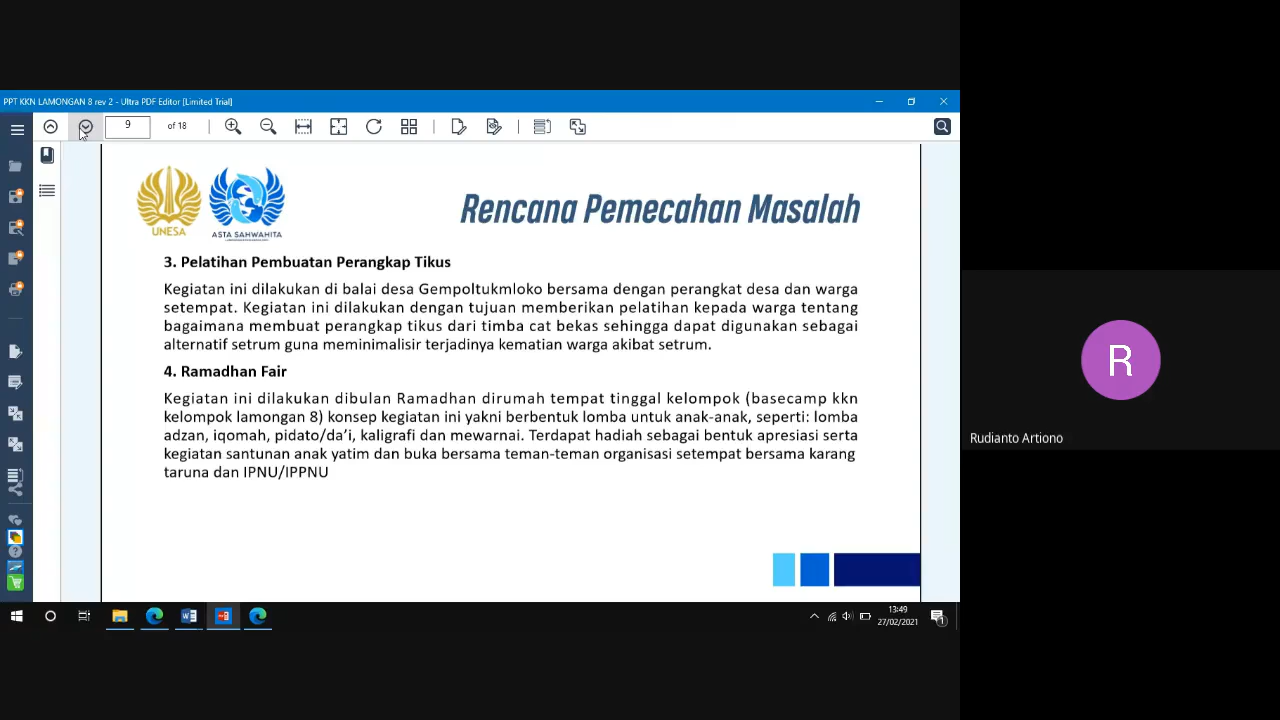 PPT KKN LAMONGAN 8 rev 2 - Ultra PDF Editor [Limited Trial]
9
of 18
UNESA
ASTA SAHWAHITA
Rencana Pemecahan Masalah
3. Pelatihan Pembuatan Perangkap Tikus
Kegiatan ini dilakukan di balai desa Gempoltukmloko bersama dengan perangkat desa dan warga
setempat. Kegiatan ini dilakukan dengan tujuan memberikan pelatihan kepada warga tentang
bagaimana membuat perangkap tikus dari timba cat bekas sehingga dapat digunakan sebagai
alternatif setrum guna meminimalisir terjadinya kematian warga akibat setrum.
4. Ramadhan Fair
Kegiatan ini dilakukan dibulan Ramadhan dirumah tempat tinggal kelompok (basecamp kkn
kelompok lamongan 8) konsep kegiatan ini yakni berbentuk lomba untuk anak-anak, seperti: lomba
adzan, iqomah, pidato/da’i, kaligrafi dan mewarnai. Terdapat hadiah sebagai bentuk apresiasi serta
kegiatan santunan anak yatim dan buka bersama teman-teman organisasi setempat bersama karang
taruna dan IPNU/IPPNU
R
Rudianto Artiono
13:49
27/02/2021
1